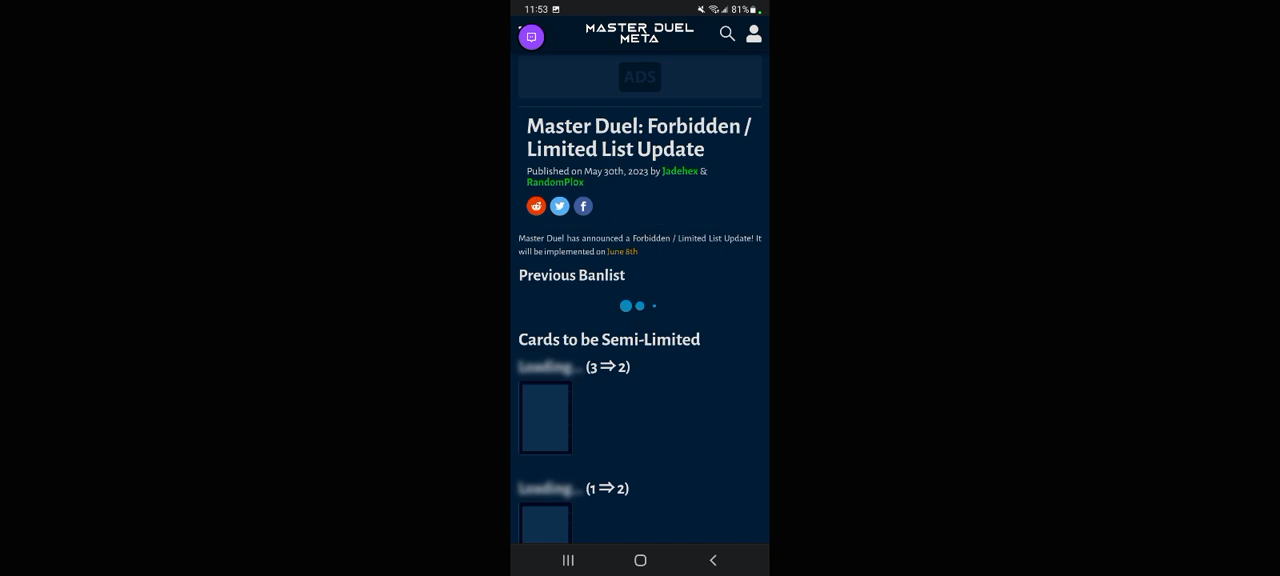 11:53
81%
MASTER DUEL
META
ADS
Master Duel: Forbidden /
Limited List Update
Published on May 30th, 2023 by Jadehex &
RandomPlox
Master Duel has announced a Forbidden / Limited List Update! It
will be implemented on June 8th
Previous Banlist
Cards to be Semi-Limited
Loading... (3 ⇒ 2)
Loading... (1 ⇒ 2)